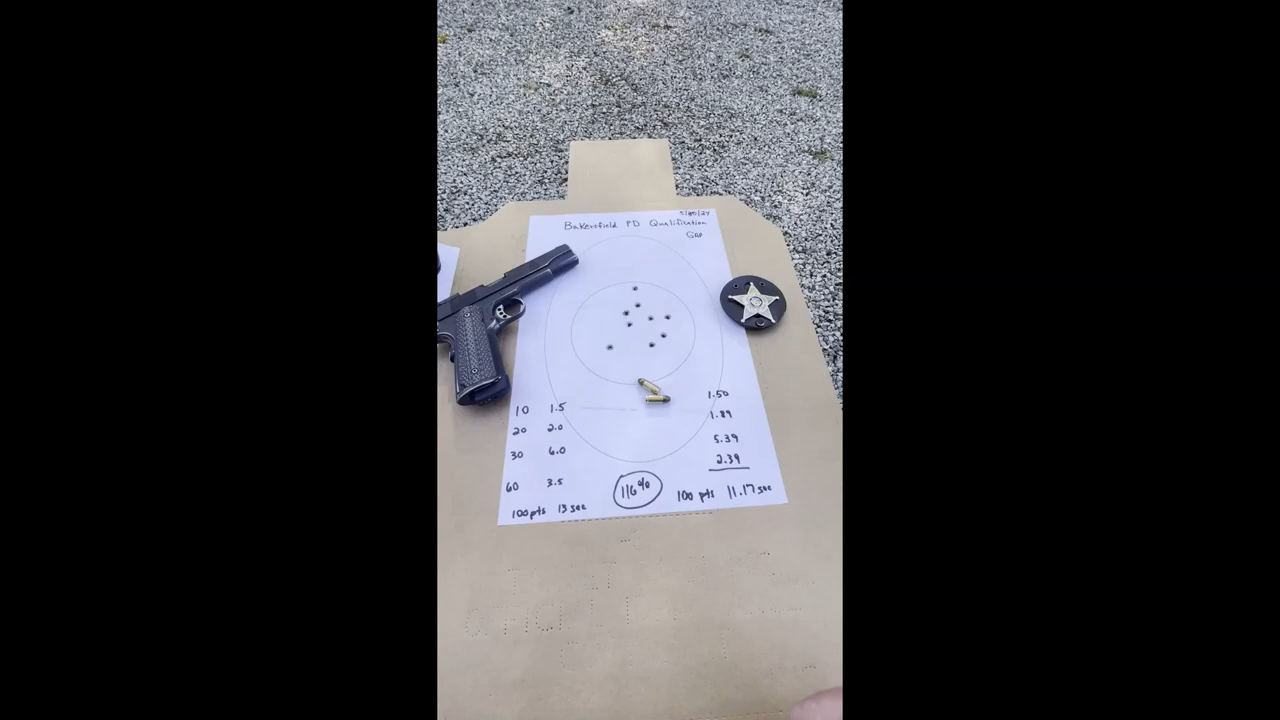 5/30/24
Bakersfield PD Qualification
10 1.5 1.50
20 2.0 1.89
30 6.0 5.39
60 3.5 2.39
100 pts 13 sec 116% 100 pts 11.17 sec